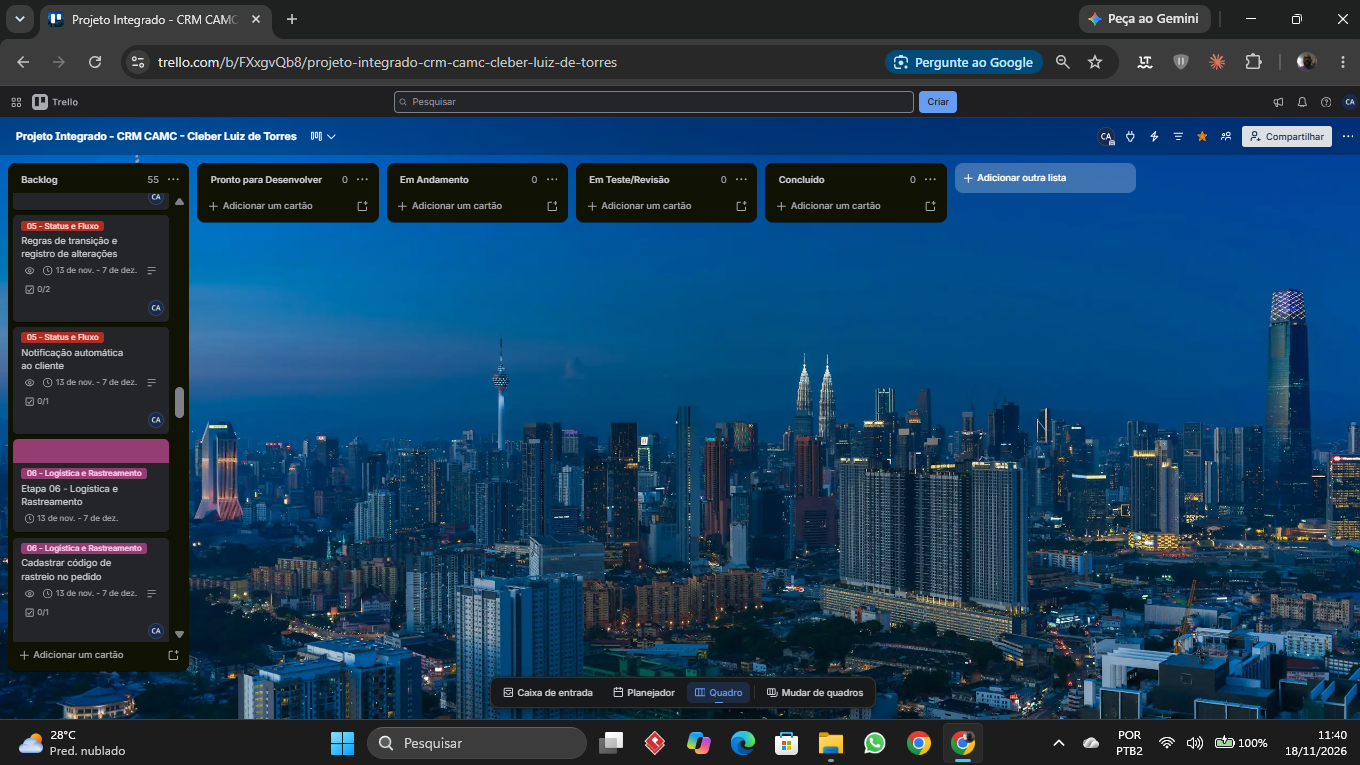 Projeto Integrado - CRM CAMC
Peça ao Gemini
trello.com/b/FXxgvQb8/projeto-integrado-crm-camc-cleber-luiz-de-torres
Pergunte ao Google
Trello
Pesquisar
Criar
CA
Projeto Integrado - CRM CAMC - Cleber Luiz de Torres
CA
Compartilhar
Backlog 55
CA
05 - Status e Fluxo
Regras de transição e
registro de alterações
13 de nov. - 7 de dez.
0/2
CA
05 - Status e Fluxo
Notificação automática
ao cliente
13 de nov. - 7 de dez.
0/1
CA
06 - Logística e Rastreamento
Etapa 06 - Logística e
Rastreamento
13 de nov. - 7 de dez.
06 - Logística e Rastreamento
Cadastrar código de
rastreio no pedido
13 de nov. - 7 de dez.
0/1
CA
Adicionar um cartão
Pronto para Desenvolver 0
Adicionar um cartão
Em Andamento 0
Adicionar um cartão
Em Teste/Revisão 0
Adicionar um cartão
Concluído 0
Adicionar um cartão
Adicionar outra lista
Caixa de entrada
Planejador
Quadro
Mudar de quadros
28°C
Pred. nublado
Pesquisar
POR
PTB2
100%
11:40
18/11/2026